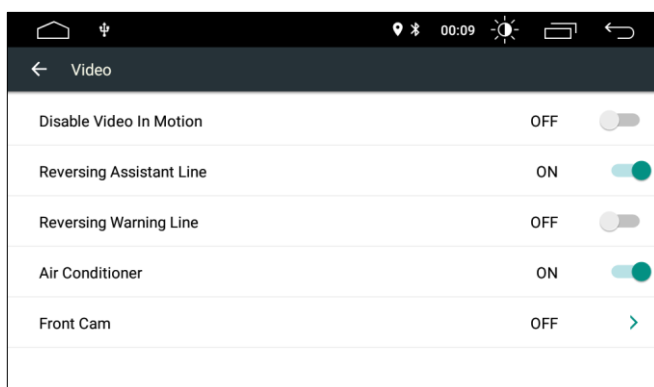 00:09
Video
Disable Video In Motion OFF
Reversing Assistant Line ON
Reversing Warning Line OFF
Air Conditioner ON
Front Cam OFF